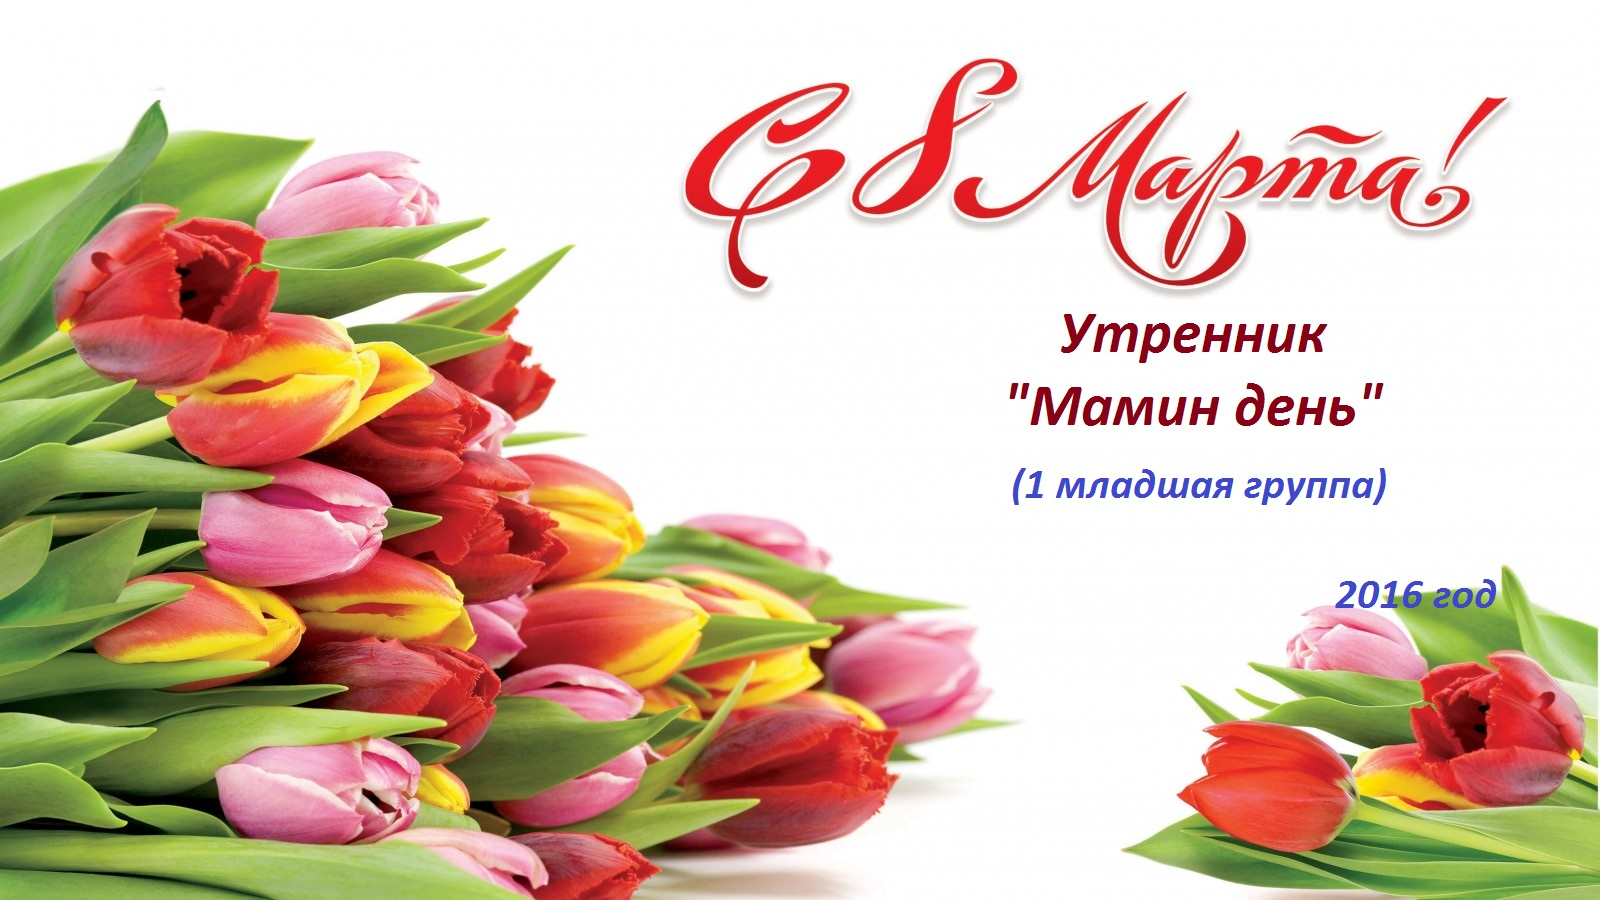 С 8 Марта!
Утренник
"Мамин день"
(1 младшая группа)
2016 год